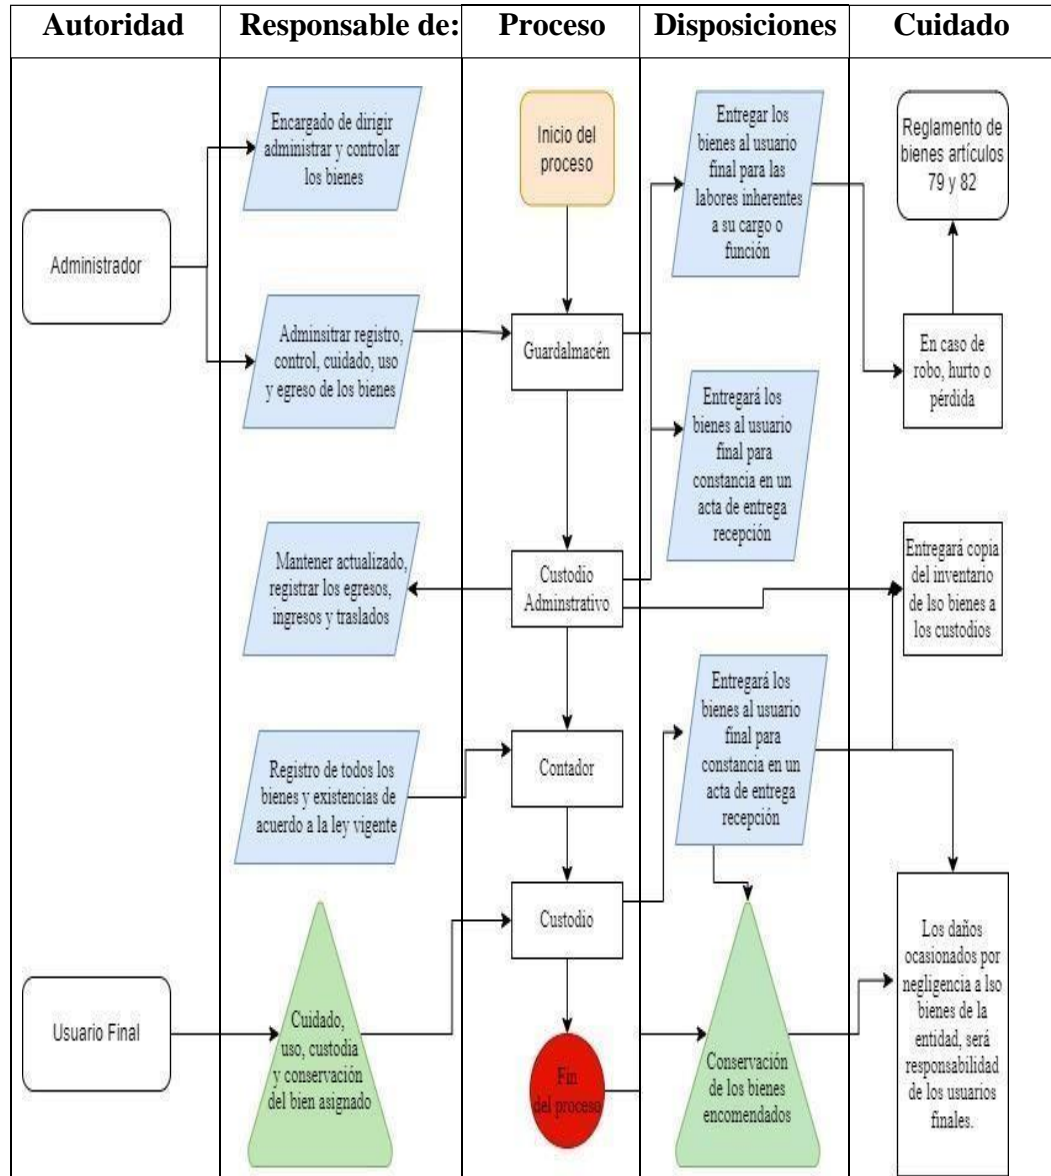 Autoridad
Responsable de:
Proceso
Disposiciones
Cuidado
Encargado de dirigir
administrar y controlar
los bienes
Inicio del
proceso
Entregar los
bienes al usuario
final para las
labores inherentes
a su cargo o
función
Reglamento de
bienes artículos
79 y 82
Administrador
Adminsitrar registro,
control, cuidado, uso
y egreso de los bienes
Guardalmacén
En caso de
robo, hurto o
pérdida
Entregará los
bienes al usuario
final para
constancia en un
acta de entrega
recepción
Mantener actualizado,
registrar los egresos,
ingresos y traslados
Custodio
Adminstrativo
Entregará copia
del inventario
de lso bienes a
los custodios
Registro de todos los
bienes y existencias de
acuerdo a la ley vigente
Contador
Entregará los
bienes al usuario
final para
constancia en un
acta de entrega
recepción
Custodio
Usuario Final
Cuidado,
uso, custodia
y conservación
del bien asignado
Fin
del proceso
Conservación
de los bienes
encomendados
Los daños
ocasionados por
negligencia a lso
bienes de la
entidad, será
responsabilidad
de los usuarios
finales.